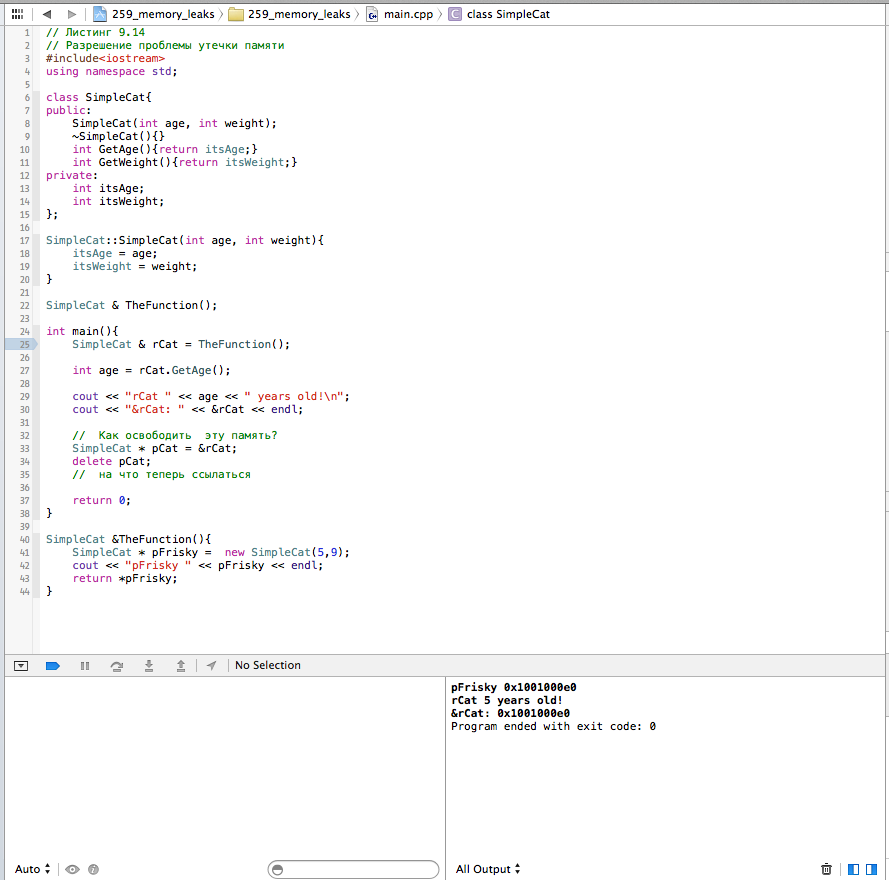 259_memory_leaks 259_memory_leaks main.cpp C class SimpleCat
1 // Листинг 9.14
2 // Разрешение проблемы утечки памяти
3 #include<iostream>
4 using namespace std;
5
6 class SimpleCat{
7 public:
8 SimpleCat(int age, int weight);
9 ~SimpleCat(){}
10 int GetAge(){return itsAge;}
11 int GetWeight(){return itsWeight;}
12 private:
13 int itsAge;
14 int itsWeight;
15 };
16
17 SimpleCat::SimpleCat(int age, int weight){
18 itsAge = age;
19 itsWeight = weight;
20 }
21
22 SimpleCat & TheFunction();
23
24 int main(){
25 SimpleCat & rCat = TheFunction();
26
27 int age = rCat.GetAge();
28
29 cout << "rCat " << age << " years old!\n";
30 cout << "&rCat: " << &rCat << endl;
31
32 // Как освободить эту память?
33 SimpleCat * pCat = &rCat;
34 delete pCat;
35 // на что теперь ссылаться
36
37 return 0;
38 }
39
40 SimpleCat &TheFunction(){
41 SimpleCat * pFrisky = new SimpleCat(5,9);
42 cout << "pFrisky " << pFrisky << endl;
43 return *pFrisky;
44 }
No Selection
pFrisky 0x1001000e0
rCat 5 years old!
&rCat: 0x1001000e0
Program ended with exit code: 0
Auto
All Output